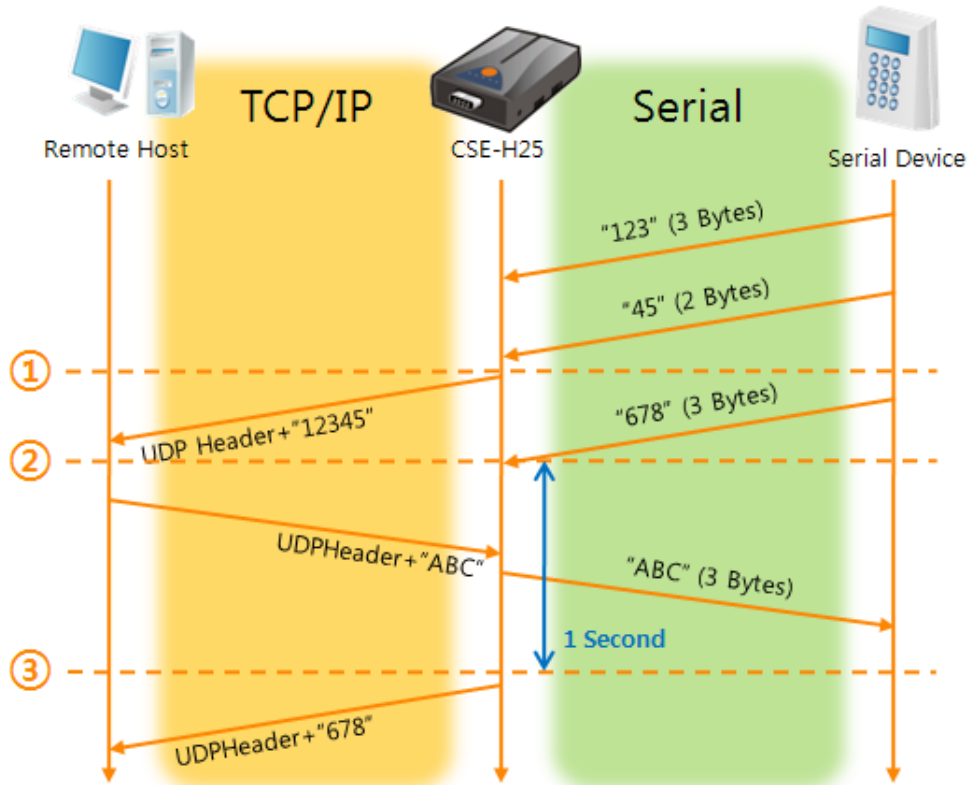 TCP/IP
Serial
Remote Host
CSE-H25
Serial Device
"123" (3 Bytes)
"45" (2 Bytes)
①
"678" (3 Bytes)
UDP Header+"12345"
②
UDPHeader+"ABC"
"ABC" (3 Bytes)
1 Second
③
UDPHeader+"678"